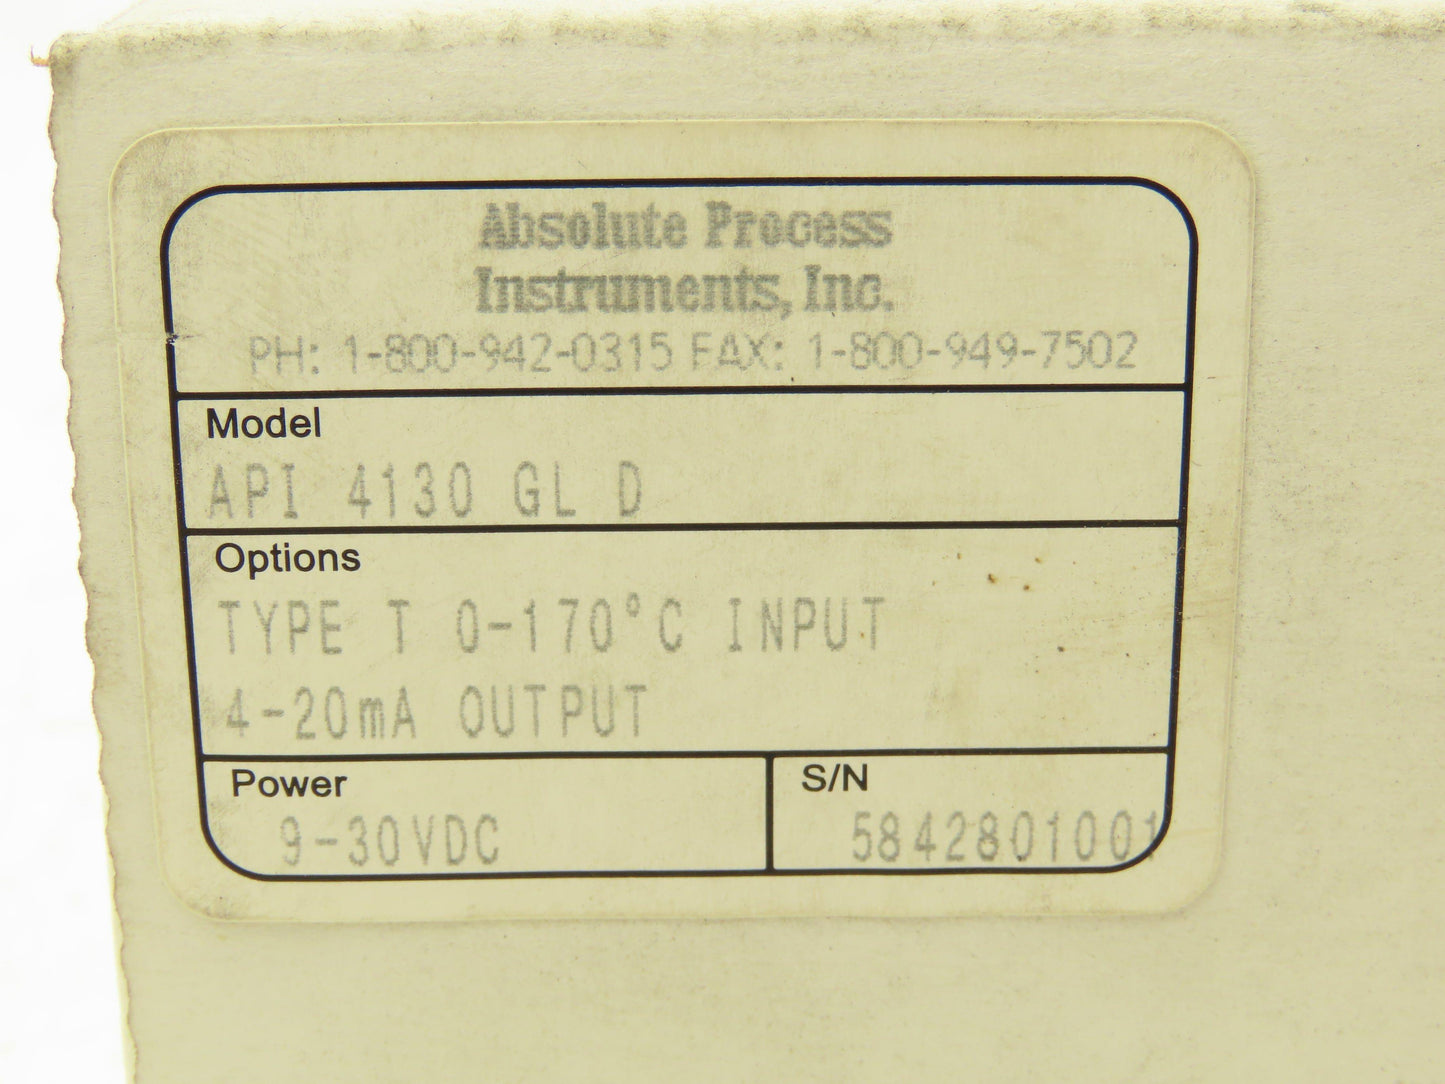 Absolute Process
Instruments, Inc.
PH: 1-800-942-0315 FAX: 1-800-949-7502
Model
API 4130 GL D
Options
TYPE T 0-170°C INPUT
4-20mA OUTPUT
Power
9-30VDC
S/N
5842801001